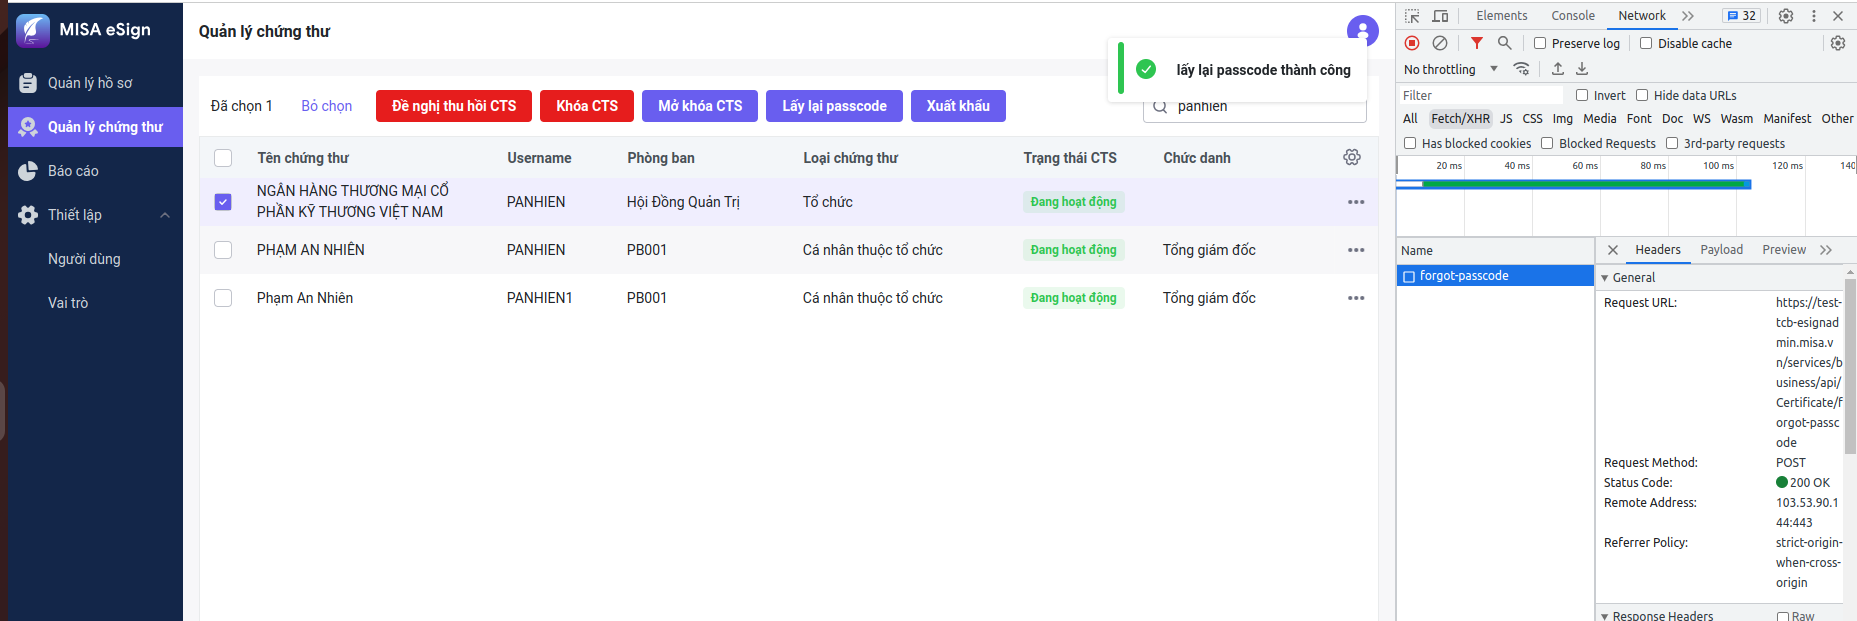 MISA eSign
Quản lý hồ sơ
Quản lý chứng thư
Báo cáo
Thiết lập
Người dùng
Vai trò
Quản lý chứng thư
lấy lại passcode thành công
Đã chọn 1
Bỏ chọn
Đề nghị thu hồi CTS
Khóa CTS
Mở khóa CTS
Lấy lại passcode
Xuất khẩu
panhien
Tên chứng thư Username Phòng ban Loại chứng thư Trạng thái CTS Chức danh
NGÂN HÀNG THƯƠNG MẠI CỔ
PHẦN KỸ THƯƠNG VIỆT NAM
PANHIEN Hội Đồng Quản Trị Tổ chức Đang hoạt động
PHẠM AN NHIÊN PANHIEN PB001 Cá nhân thuộc tổ chức Đang hoạt động Tổng giám đốc
Phạm An Nhiên PANHIEN1 PB001 Cá nhân thuộc tổ chức Đang hoạt động Tổng giám đốc
Elements Console Network 32
Preserve log Disable cache
No throttling
Filter Invert Hide data URLs
All Fetch/XHR JS CSS Img Media Font Doc WS Wasm Manifest Other
Has blocked cookies Blocked Requests 3rd-party requests
20 ms 40 ms 60 ms 80 ms 100 ms 120 ms 140
Name
forgot-passcode
Headers Payload Preview
General
Request URL: https://test-
tcb-esignad
min.misa.v
n/services/b
usiness/api/
Certificate/f
orgot-passc
ode
Request Method: POST
Status Code: 200 OK
Remote Address: 103.53.90.1
44:443
Referrer Policy: strict-origin-
when-cross-
origin
Response Headers Raw